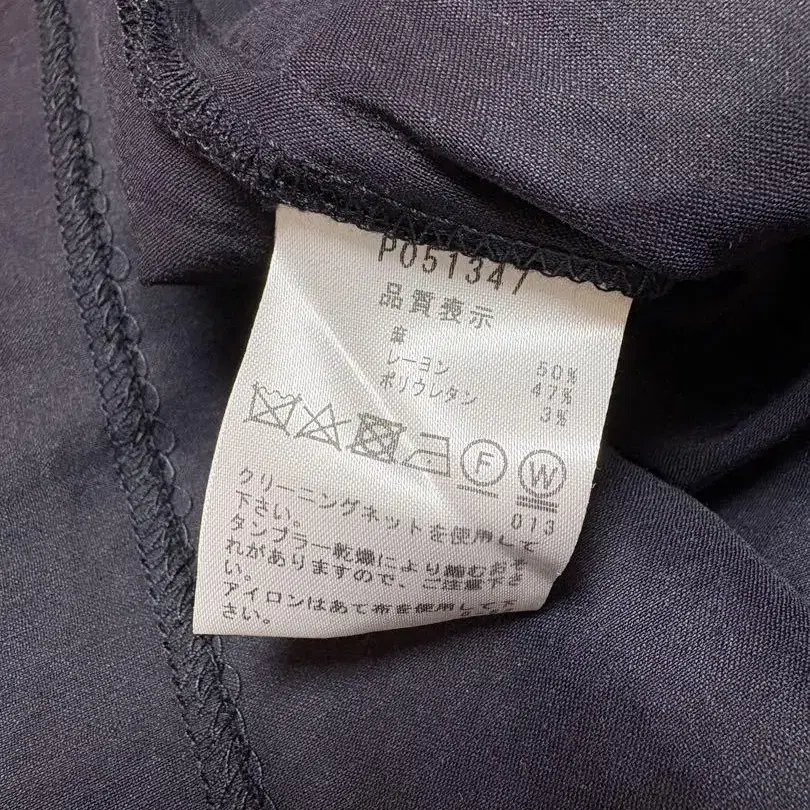 P051347
品質表示
麻 50%
レーヨン 47%
ポリウレタン 3%
F W
013
クリーニングネットを使用して
下さい。
タンブラー乾燥により縮むおそ
れがありますので、ご注意下さ
い。
アイロンはあて布を使用して下
さい。